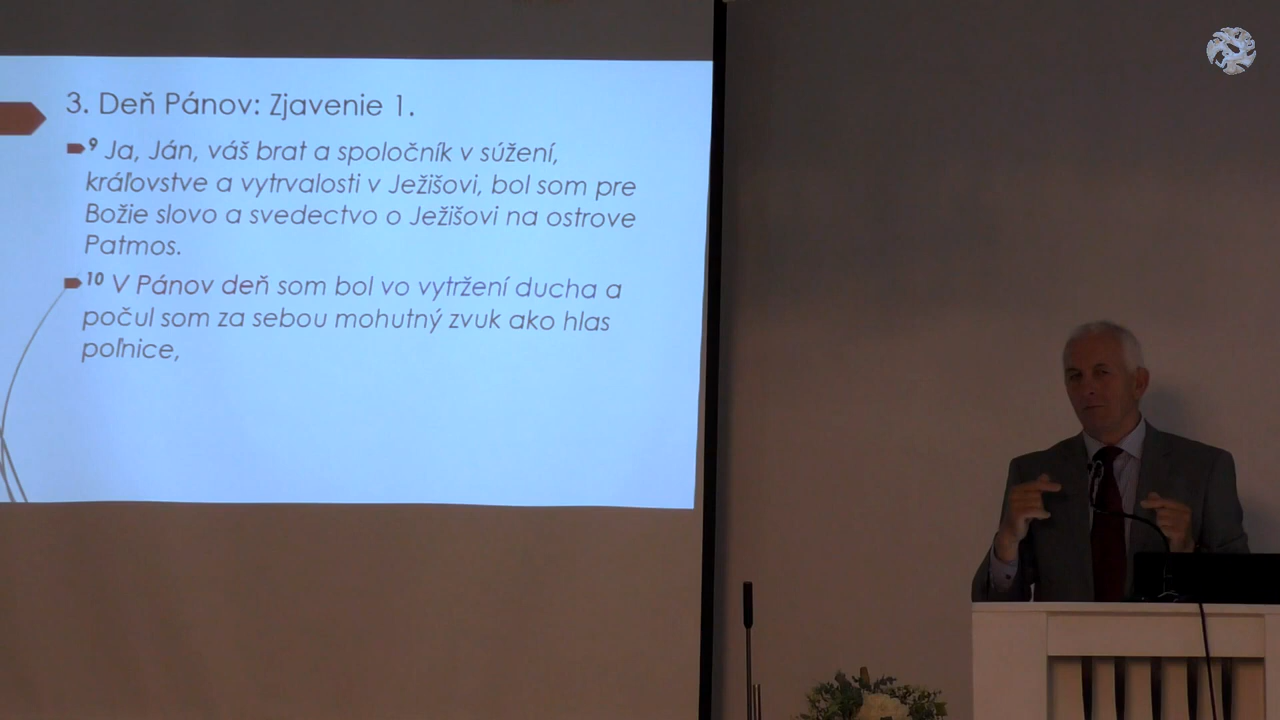 3. Deň Pánov: Zjavenie 1.
⁹ Ja, Ján, váš brat a spoločník v súžení,
kráľovstve a vytrvalosti v Ježišovi, bol som pre
Božie slovo a svedectvo o Ježišovi na ostrove
Patmos.
¹⁰ V Pánov deň som bol vo vytržení ducha a
počul som za sebou mohutný zvuk ako hlas
poľnice,